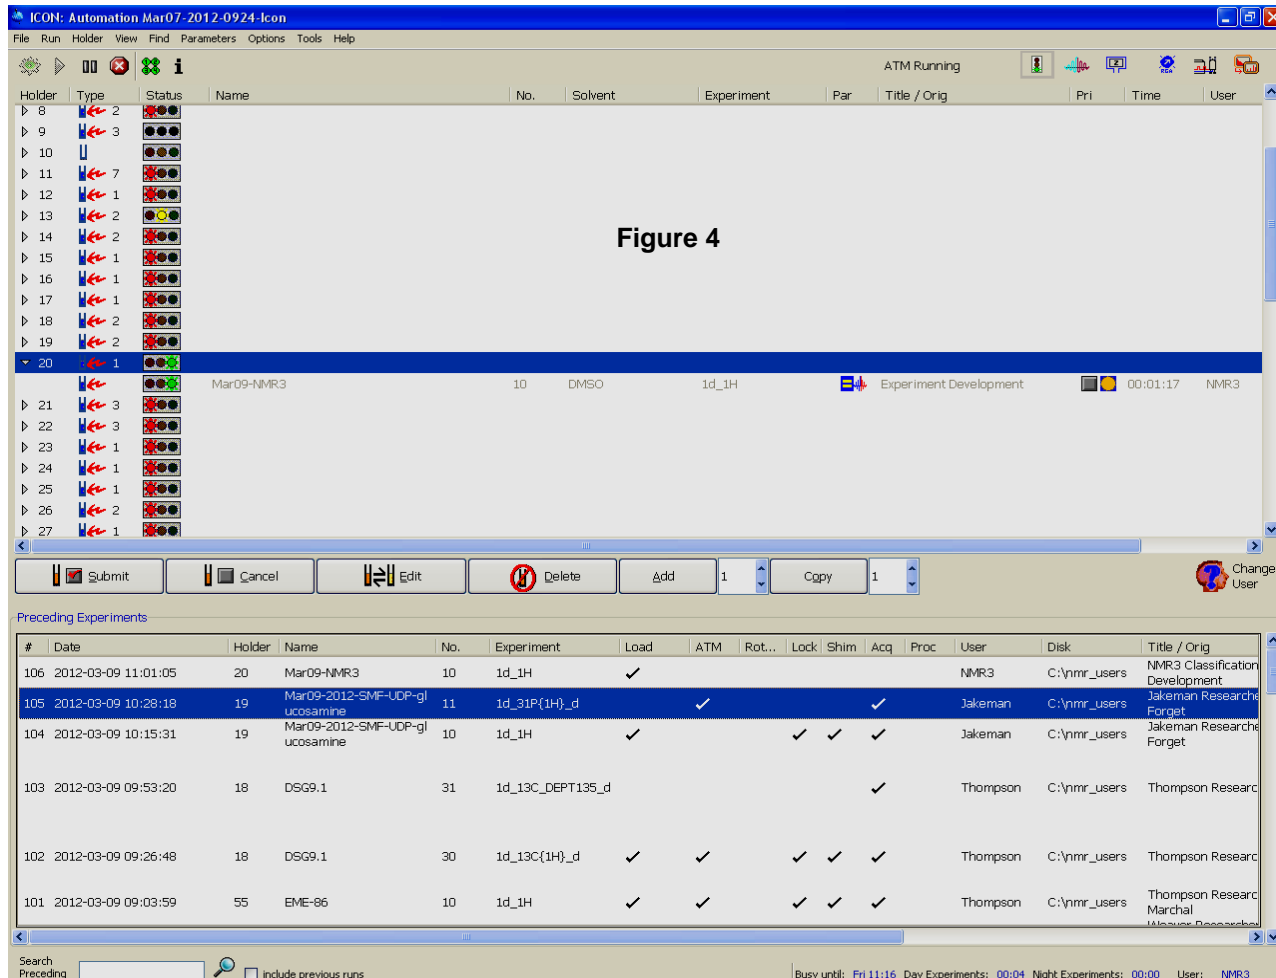 ICON: Automation Mar07-2012-0924-Icon
File Run Holder View Find Parameters Options Tools Help
ATM Running
Holder Type Status Name No. Solvent Experiment Par Title / Orig Pri Time User
8 2
9 3
10
11 7
12 1
13 2
14 2
15 1
16 1
17 1
18 2
19 2
20 1
Mar09-NMR3 10 DMSO 1d_1H Experiment Development 00:01:17 NMR3
21 3
22 3
23 1
24 1
25 1
26 2
27 1
Figure 4
Submit Cancel Edit Delete Add 1 Copy 1 Change User
Preceding Experiments
# Date Holder Name No. Experiment Load ATM Rot... Lock Shim Acq Proc User Disk Title / Orig
106 2012-03-09 11:01:05 20 Mar09-NMR3 10 1d_1H ✓ NMR3 C:\nmr_users NMR3 Classification
Development
105 2012-03-09 10:28:18 19 Mar09-2012-SMF-UDP-gl
ucosamine 11 1d_31P{1H}_d ✓ ✓ Jakeman C:\nmr_users Jakeman Researche
Forget
104 2012-03-09 10:15:31 19 Mar09-2012-SMF-UDP-gl
ucosamine 10 1d_1H ✓ ✓ ✓ ✓ Jakeman C:\nmr_users Jakeman Researche
Forget
103 2012-03-09 09:53:20 18 DSG9.1 31 1d_13C_DEPT135_d ✓ Thompson C:\nmr_users Thompson Researc
102 2012-03-09 09:26:48 18 DSG9.1 30 1d_13C{1H}_d ✓ ✓ ✓ ✓ ✓ Thompson C:\nmr_users Thompson Researc
101 2012-03-09 09:03:59 55 EME-86 10 1d_1H ✓ ✓ ✓ ✓ ✓ Thompson C:\nmr_users Thompson Researc
Marchal
Search
Preceding include previous runs
Busy until: Fri 11:16 Day Experiments: 00:04 Night Experiments: 00:00 User: NMR3